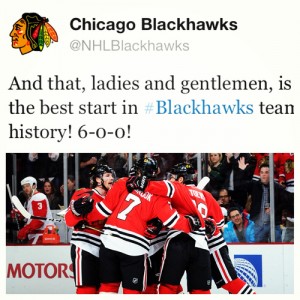 Chicago Blackhawks
@NHLBlackhawks
And that, ladies and gentlemen, is
the best start in #Blackhawks team
history! 6-0-0!
7
MOTORS